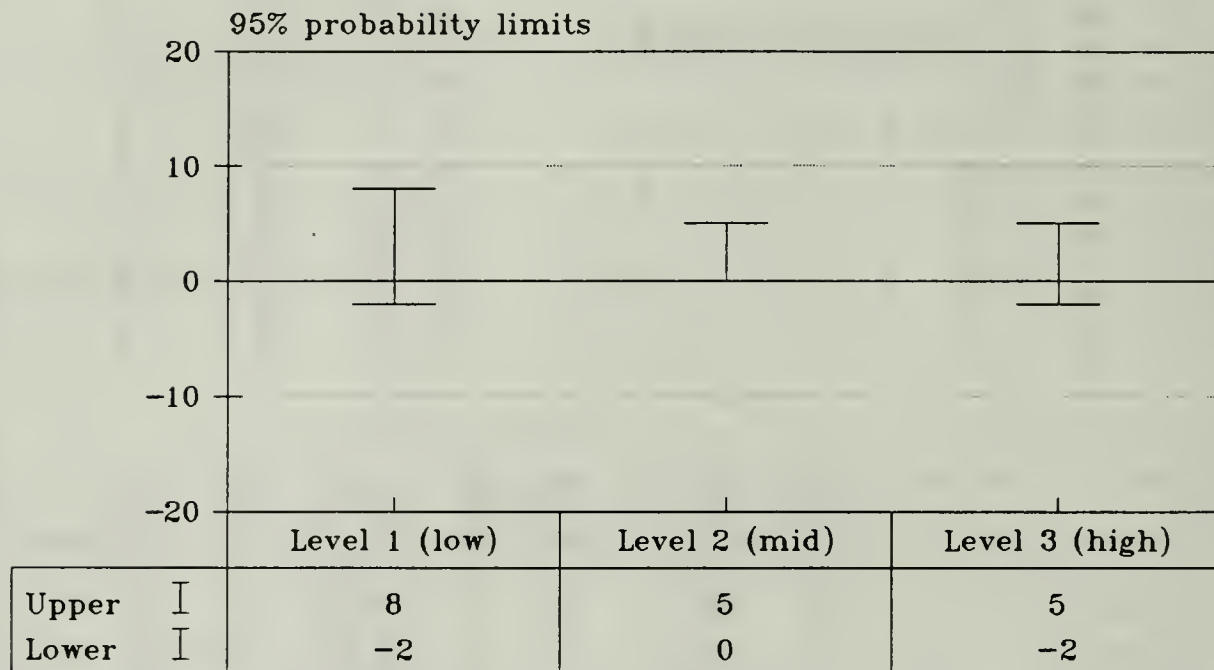 95% probability limits
20
10
0
-10
-20
Level 1 (low) Level 2 (mid) Level 3 (high)
Upper 8 5 5
Lower -2 0 -2